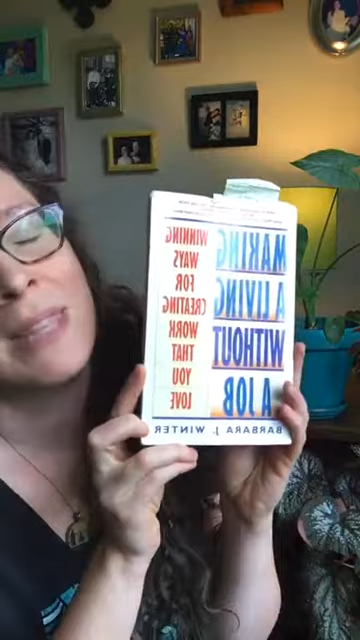 MAKING
A LIVING
WITHOUT
A JOB
WINNING
WAYS
FOR
CREATING
WORK
THAT
YOU
LOVE
BARBARA J. WINTER